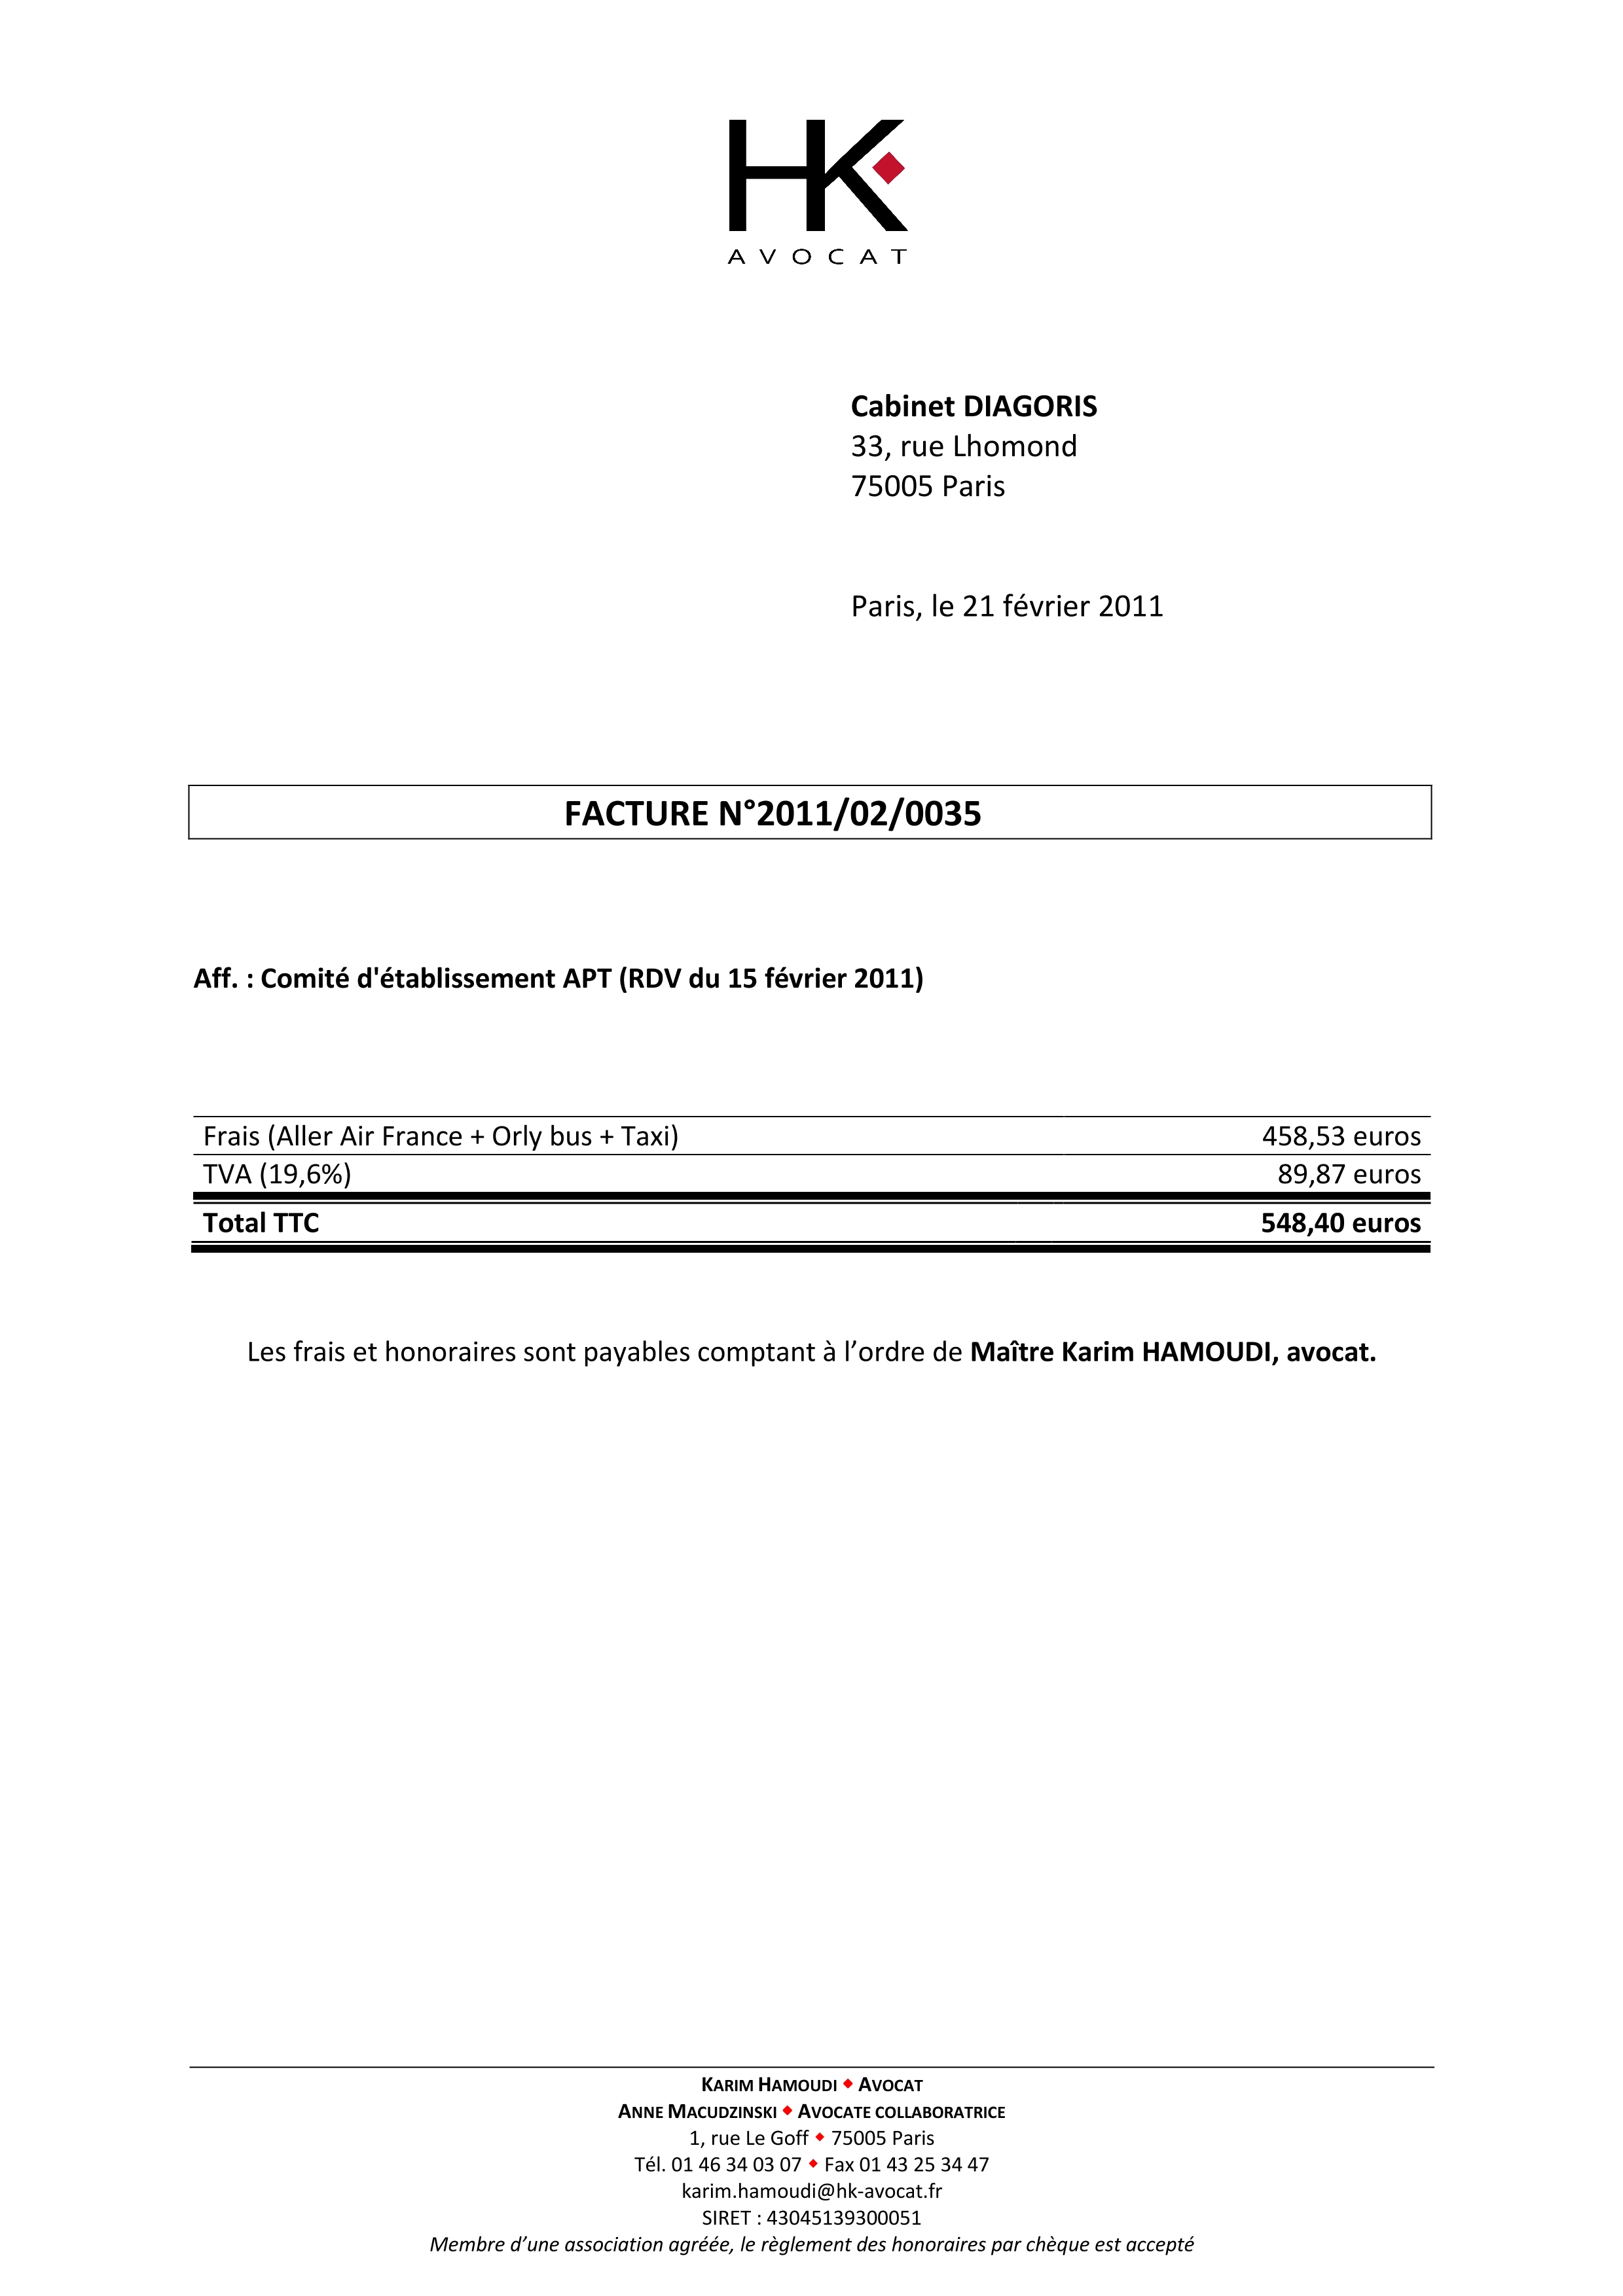 HK
AVOCAT
Cabinet DIAGORIS
33, rue Lhomond
75005 Paris
Paris, le 21 février 2011
FACTURE N°2011/02/0035
Aff. : Comité d'établissement APT (RDV du 15 février 2011)
Frais (Aller Air France + Orly bus + Taxi) 458,53 euros
TVA (19,6%) 89,87 euros
Total TTC 548,40 euros
Les frais et honoraires sont payables comptant à l’ordre de Maître Karim HAMOUDI, avocat.
KARIM HAMOUDI ◆ AVOCAT
ANNE MACUDZINSKI ◆ AVOCATE COLLABORATRICE
1, rue Le Goff ◆ 75005 Paris
Tél. 01 46 34 03 07 ◆ Fax 01 43 25 34 47
karim.hamoudi@hk-avocat.fr
SIRET : 43045139300051
Membre d’une association agréée, le règlement des honoraires par chèque est accepté